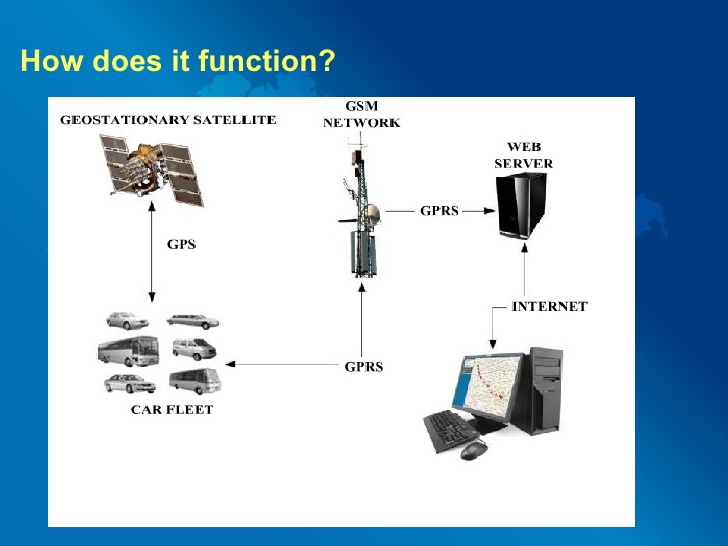 How does it function?
GEOSTATIONARY SATELLITE
GSM
NETWORK
WEB
SERVER
GPRS
GPS
INTERNET
GPRS
CAR FLEET